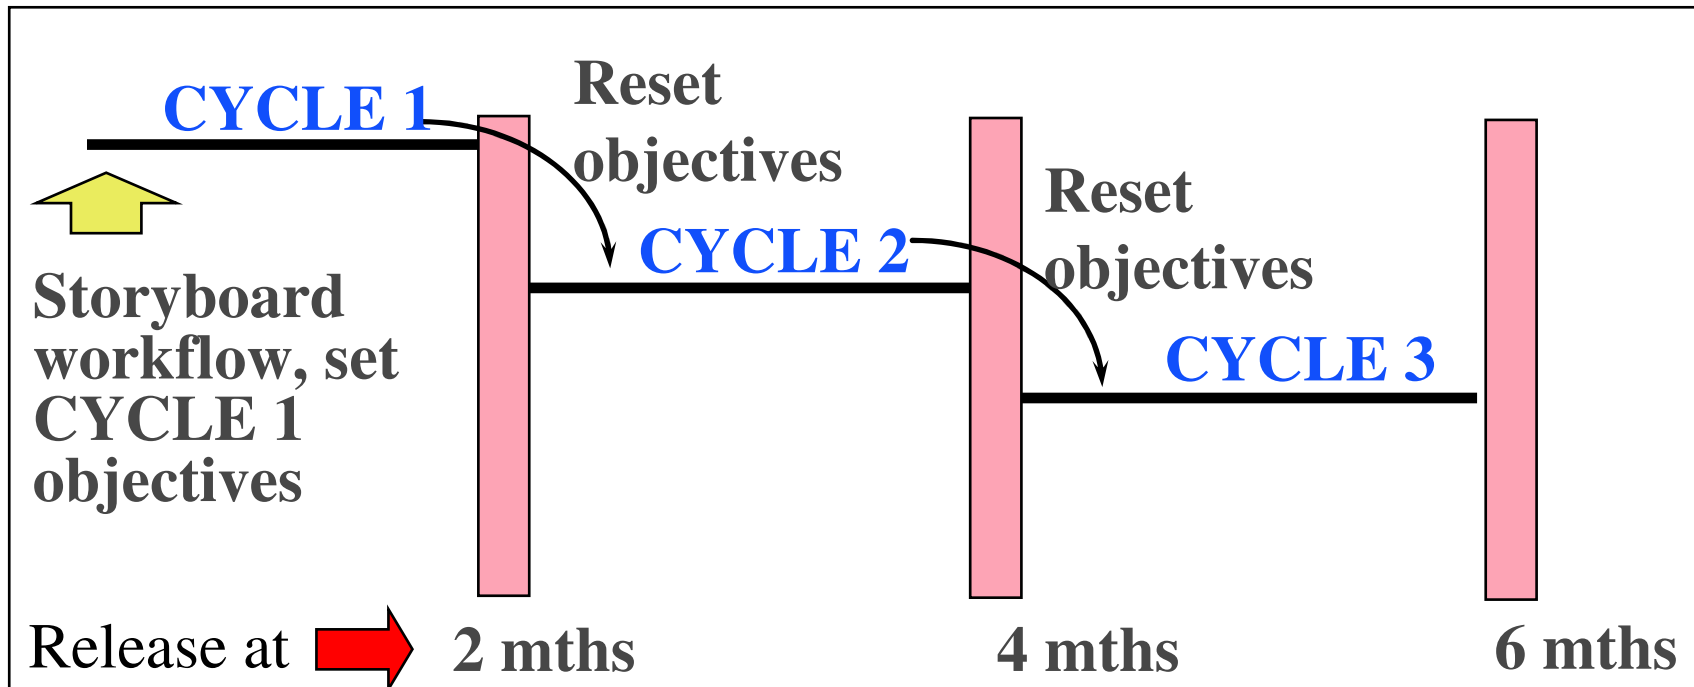 CYCLE 1
Reset
objectives
CYCLE 2
Reset
objectives
CYCLE 3
Storyboard
workflow, set
CYCLE 1
objectives
Release at
2 mths
4 mths
6 mths